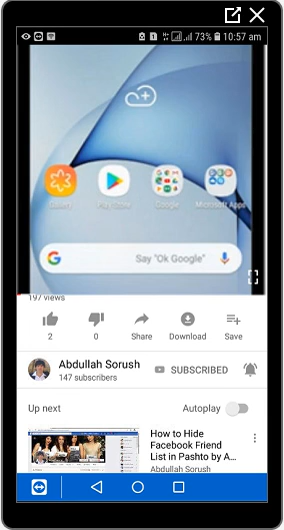 73% 10:57 am
Gallery
Play Store
Google
Microsoft Apps
Say "Ok Google"
197 views
2
0
Share
Download
Save
Abdullah Sorush
147 subscribers
SUBSCRIBED
Up next
Autoplay
How to Hide
Facebook Friend
List in Pashto by A...
Abdullah Sorush